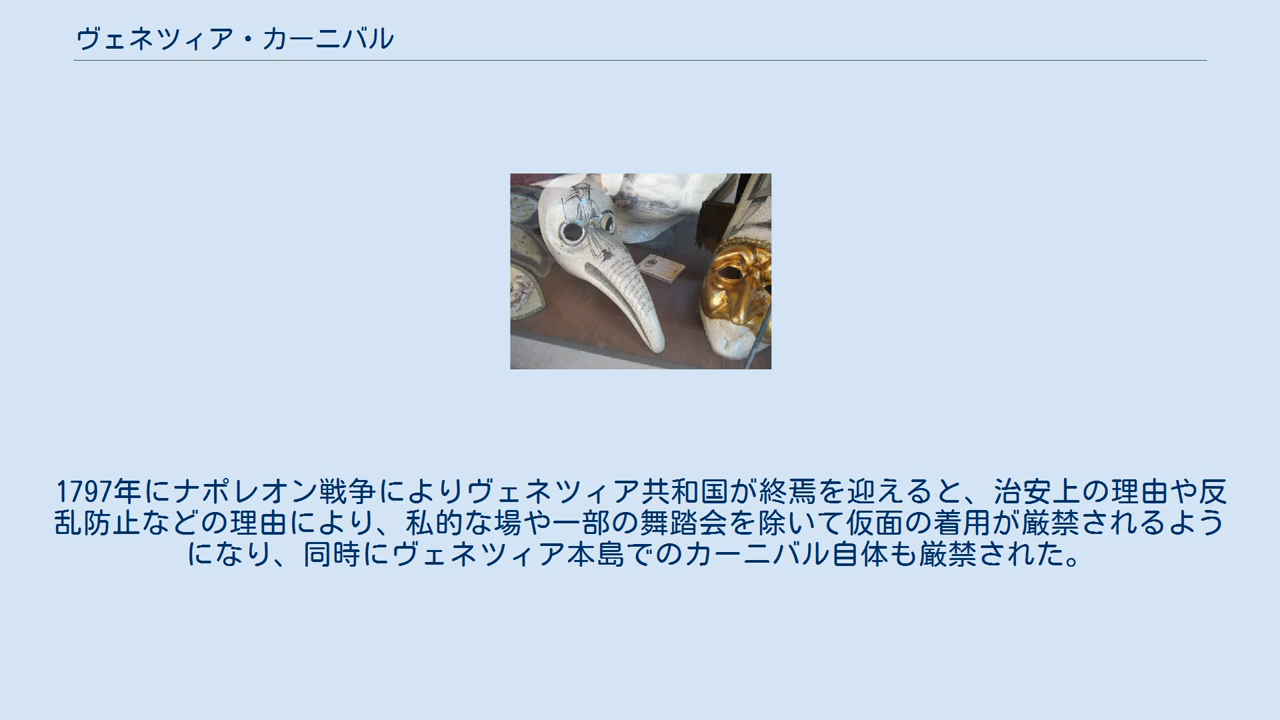 ヴェネツィア・カーニバル
1797年にナポレオン戦争によりヴェネツィア共和国が終焉を迎えると、治安上の理由や反
乱防止などの理由により、私的な場や一部の舞踏会を除いて仮面の着用が厳禁されるよう
になり、同時にヴェネツィア本島でのカーニバル自体も厳禁された。